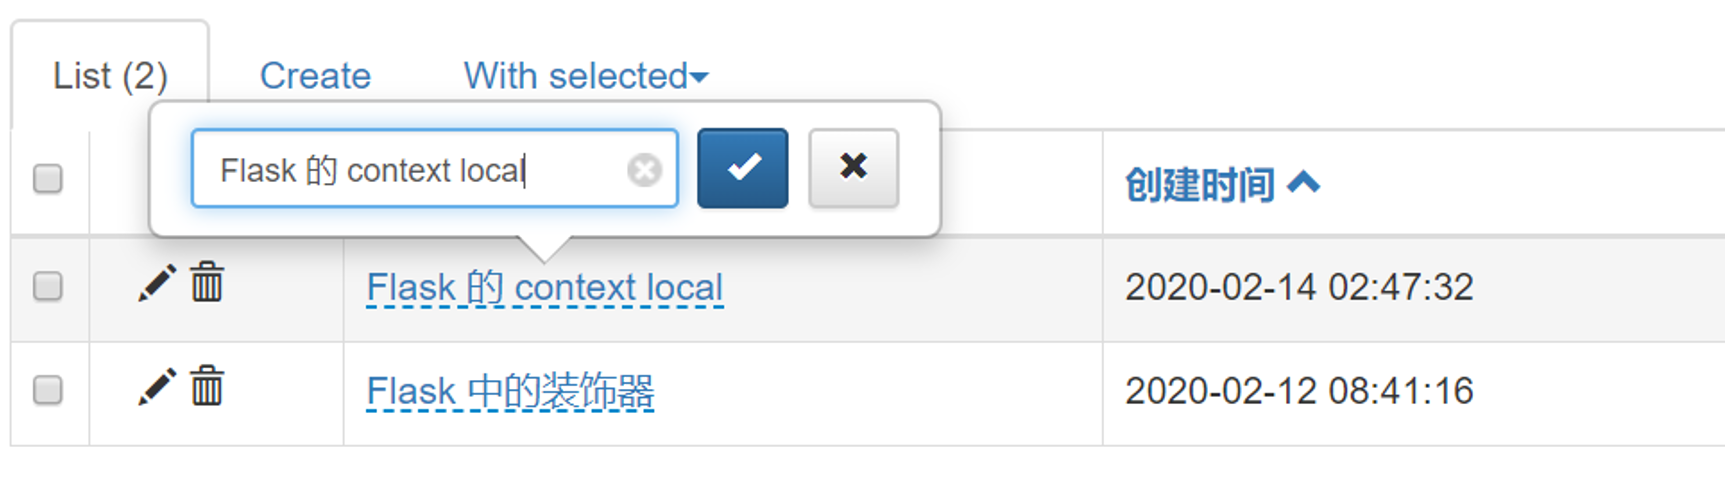 List (2) Create With selected
Flask 的 context local
创建时间
Flask 的 context local 2020-02-14 02:47:32
Flask 中的装饰器 2020-02-12 08:41:16